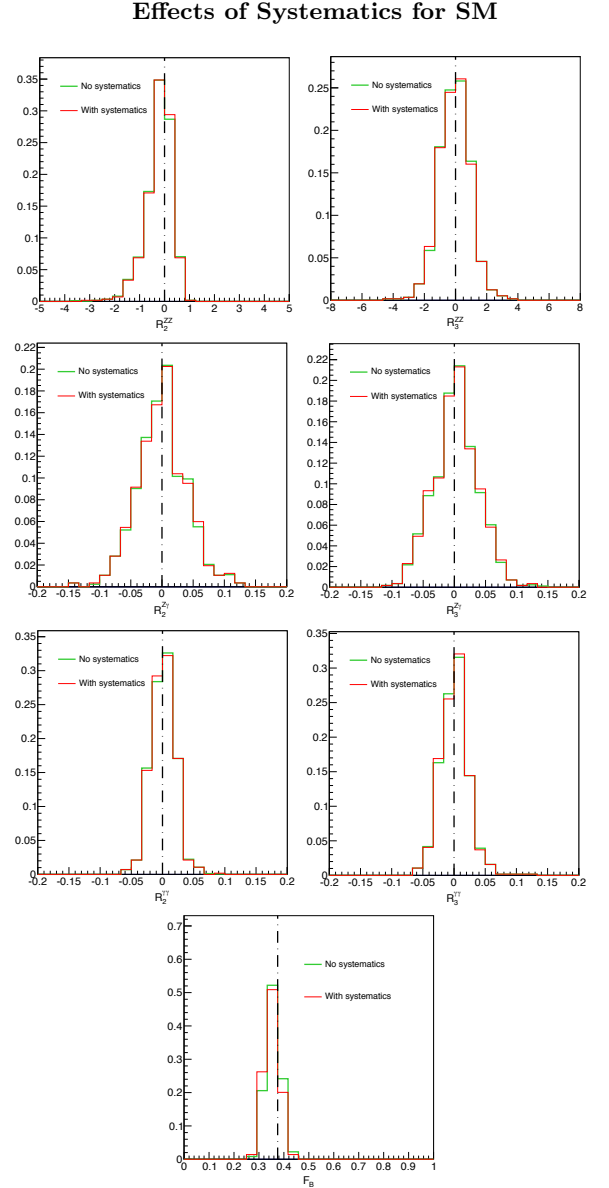 Effects of Systematics for SM
0.35
0.3
0.25
0.2
0.15
0.1
0.05
0
No systematics
With systematics
-5 -4 -3 -2 -1 0 1 2 3 4 5
R_2^{ZZ}
0.25
0.2
0.15
0.1
0.05
0
No systematics
With systematics
-8 -6 -4 -2 0 2 4 6 8
R_3^{ZZ}
0.22
0.2
0.18
0.16
0.14
0.12
0.1
0.08
0.06
0.04
0.02
0
No systematics
With systematics
-0.2 -0.15 -0.1 -0.05 0 0.05 0.1 0.15 0.2
R_2^{Zγ}
0.22
0.2
0.18
0.16
0.14
0.12
0.1
0.08
0.06
0.04
0.02
0
No systematics
With systematics
-0.2 -0.15 -0.1 -0.05 0 0.05 0.1 0.15 0.2
R_3^{Zγ}
0.35
0.3
0.25
0.2
0.15
0.1
0.05
0
No systematics
With systematics
-0.2 -0.15 -0.1 -0.05 0 0.05 0.1 0.15 0.2
R_2^{γγ}
0.35
0.3
0.25
0.2
0.15
0.1
0.05
0
No systematics
With systematics
-0.2 -0.15 -0.1 -0.05 0 0.05 0.1 0.15 0.2
R_3^{γγ}
0.7
0.6
0.5
0.4
0.3
0.2
0.1
0
No systematics
With systematics
0 0.1 0.2 0.3 0.4 0.5 0.6 0.7 0.8 0.9 1
F_B